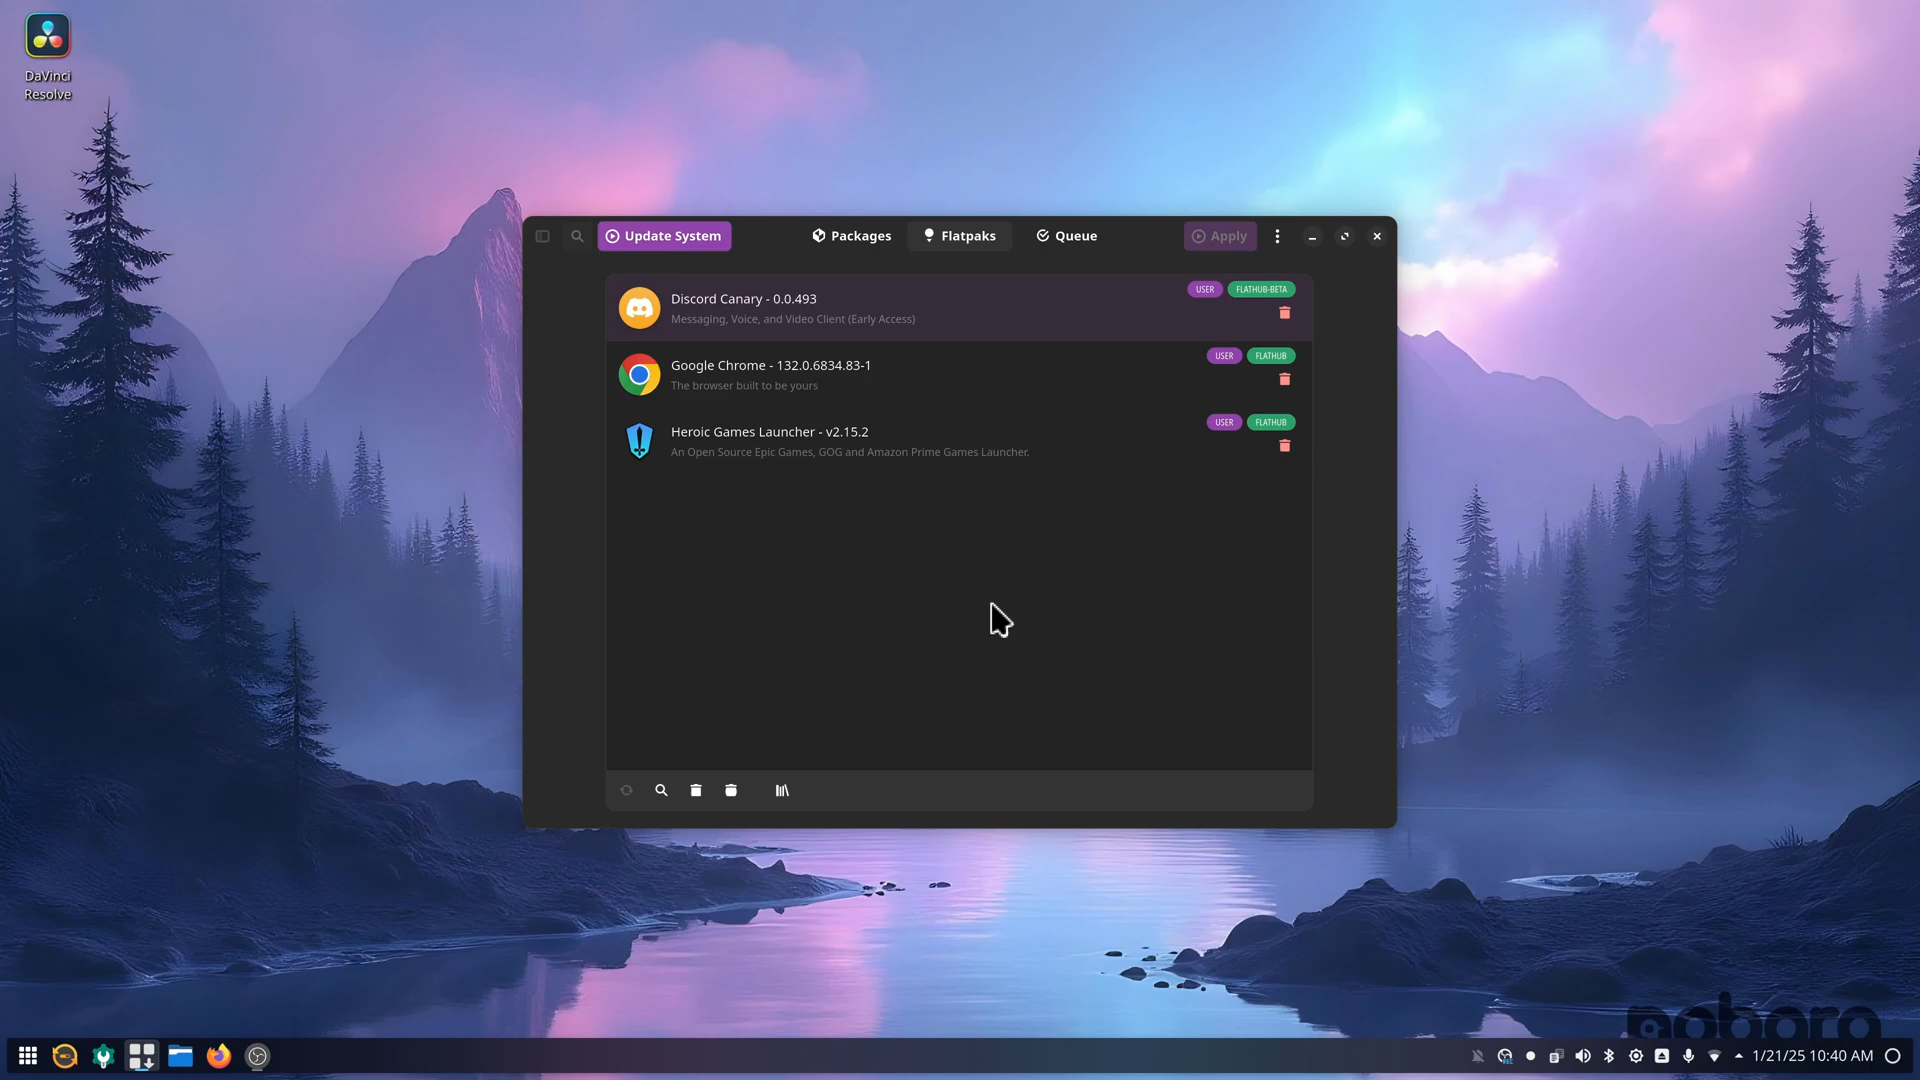 DaVinci
Resolve
Update System
Packages
Flatpaks
Queue
Apply
Discord Canary - 0.0.493
USER
FLATHUB-BETA
Messaging, Voice, and Video Client (Early Access)
Google Chrome - 132.0.6834.83-1
USER
FLATHUB
The browser built to be yours
Heroic Games Launcher - v2.15.2
USER
FLATHUB
An Open Source Epic Games, GOG and Amazon Prime Games Launcher.
nobara
REC
1/21/25 10:40 AM